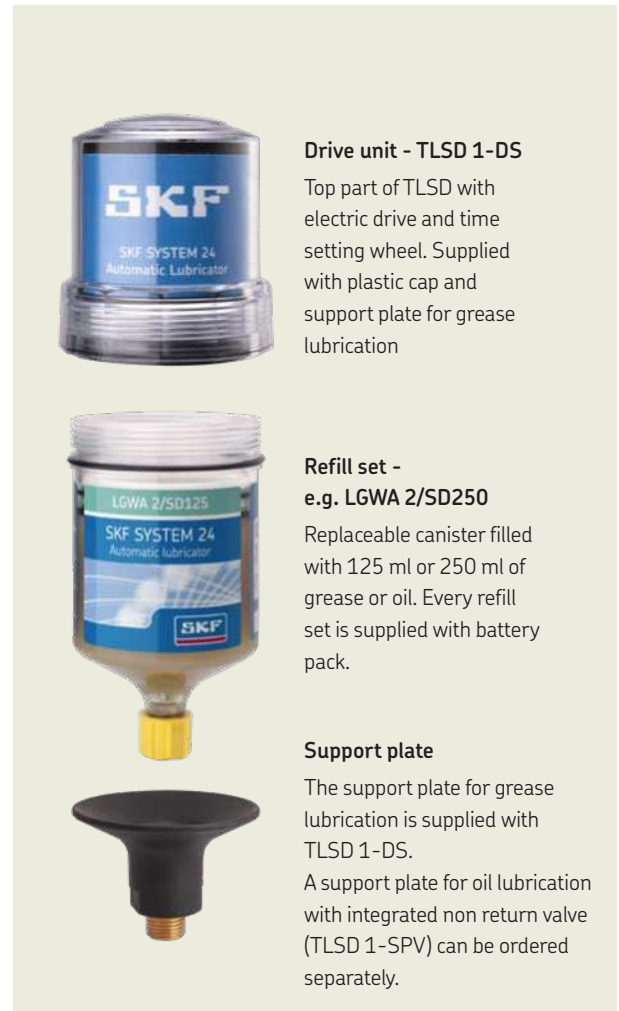 SKF
SKF SYSTEM 24
Automatic Lubricator
Drive unit - TLSD 1-DS
Top part of TLSD with
electric drive and time
setting wheel. Supplied
with plastic cap and
support plate for grease
lubrication
LGWA 2/SD125
SKF SYSTEM 24
Automatic lubricator
SKF
Refill set -
e.g. LGWA 2/SD250
Replaceable canister filled
with 125 ml or 250 ml of
grease or oil. Every refill
set is supplied with battery
pack.
Support plate
The support plate for grease
lubrication is supplied with
TLSD 1-DS.
A support plate for oil lubrication
with integrated non return valve
(TLSD 1-SPV) can be ordered
separately.